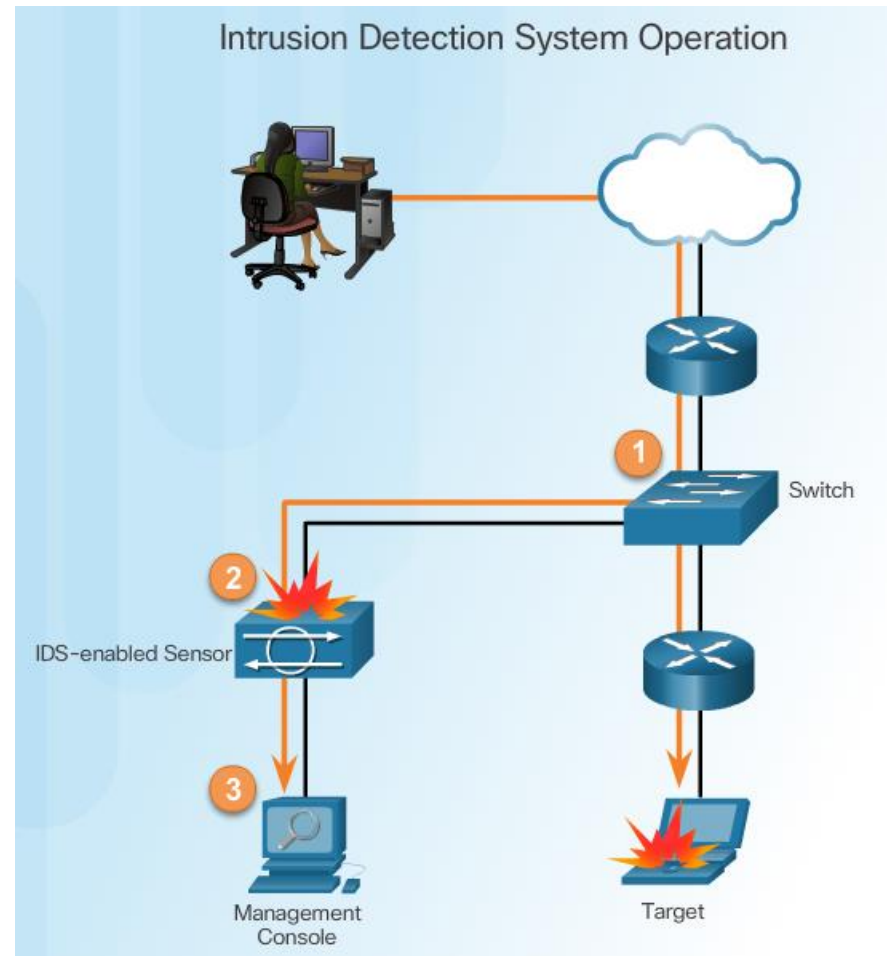 Intrusion Detection System Operation
1
Switch
2
IDS-enabled Sensor
3
Management
Console
Target